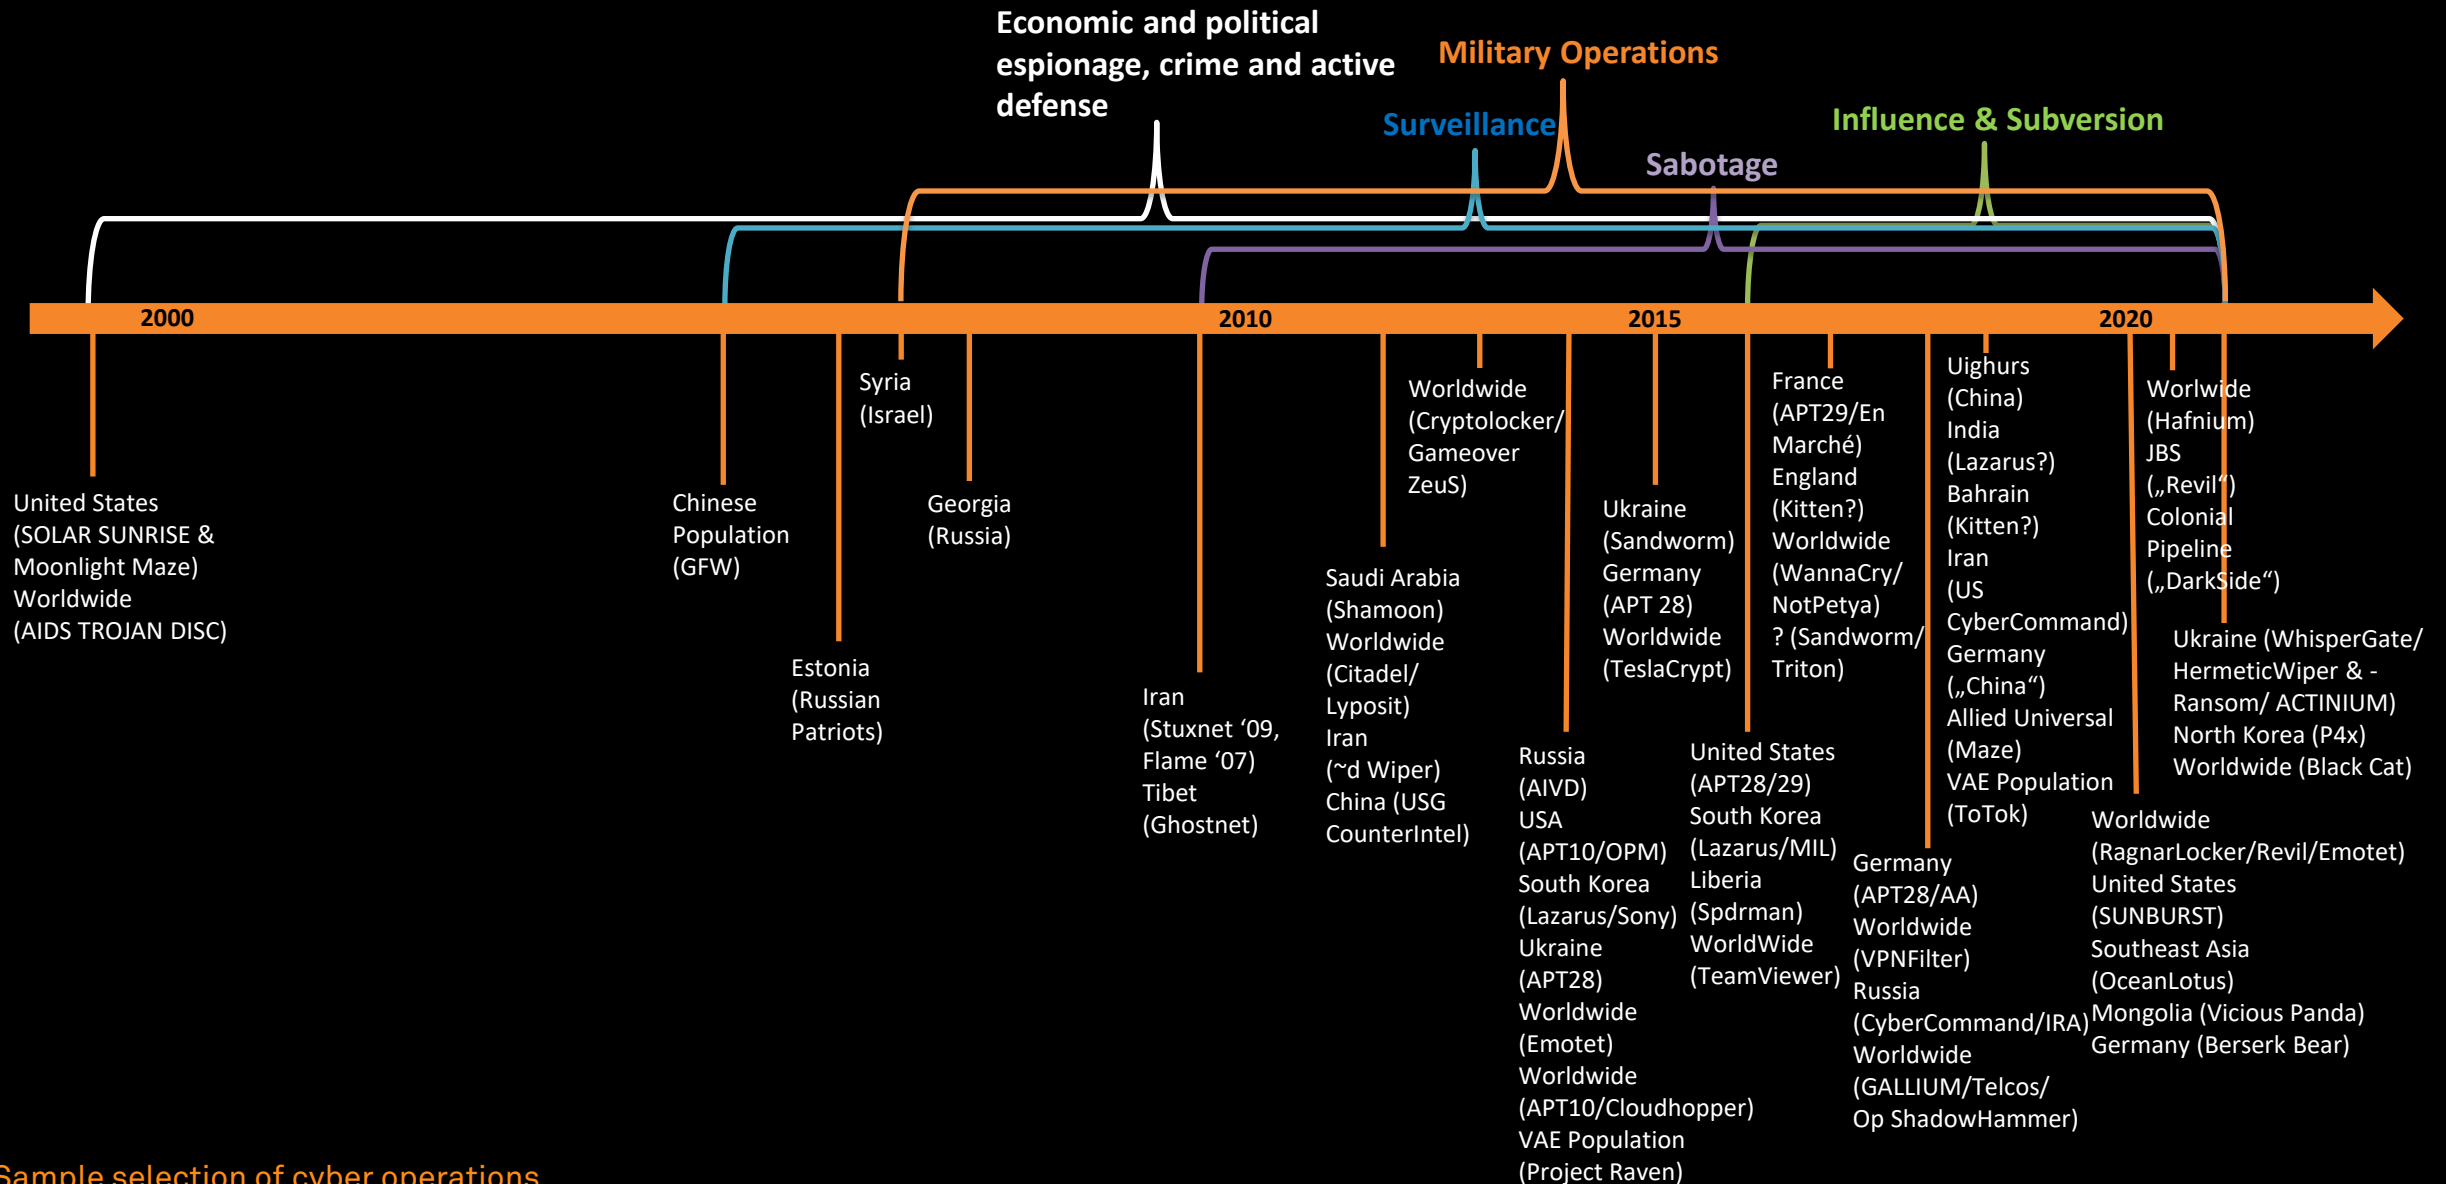 Economic and political
espionage, crime and active
defense
Military Operations
Surveillance
Influence & Subversion
Sabotage
2000
2010
2015
2020
United States
(SOLAR SUNRISE &
Moonlight Maze)
Worldwide
(AIDS TROJAN DISC)
Chinese
Population
(GFW)
Estonia
(Russian
Patriots)
Syria
(Israel)
Georgia
(Russia)
Iran
(Stuxnet ‘09,
Flame ‘07)
Tibet
(Ghostnet)
Saudi Arabia
(Shamoon)
Worldwide
(Citadel/
Lyposit)
Iran
(~d Wiper)
China (USG
CounterIntel)
Worldwide
(Cryptolocker/
Gameover
ZeuS)
Russia
(AIVD)
USA
(APT10/OPM)
South Korea
(Lazarus/Sony)
Ukraine
(APT28)
Worldwide
(Emotet)
Worldwide
(APT10/Cloudhopper)
VAE Population
(Project Raven)
Ukraine
(Sandworm)
Germany
(APT 28)
Worldwide
(TeslaCrypt)
United States
(APT28/29)
South Korea
(Lazarus/MIL)
Liberia
(Spdrman)
WorldWide
(TeamViewer)
France
(APT29/En
Marché)
England
(Kitten?)
Worldwide
(WannaCry/
NotPetya)
? (Sandworm/
Triton)
Germany
(APT28/AA)
Worldwide
(VPNFilter)
Russia
(CyberCommand/IRA)
Worldwide
(GALLIUM/Telcos/
Op ShadowHammer)
Uighurs
(China)
India
(Lazarus?)
Bahrain
(Kitten?)
Iran
(US
CyberCommand)
Germany
(„China“)
Allied Universal
(Maze)
VAE Population
(ToTok)
Worldwide
(RagnarLocker/Revil/Emotet)
United States
(SUNBURST)
Southeast Asia
(OceanLotus)
Mongolia (Vicious Panda)
Germany (Berserk Bear)
Worlwide
(Hafnium)
JBS
(„Revil“)
Colonial
Pipeline
(„DarkSide“)
Ukraine (WhisperGate/
HermeticWiper & -
Ransom/ ACTINIUM)
North Korea (P4x)
Worldwide (Black Cat)
Sample selection of cyber operations